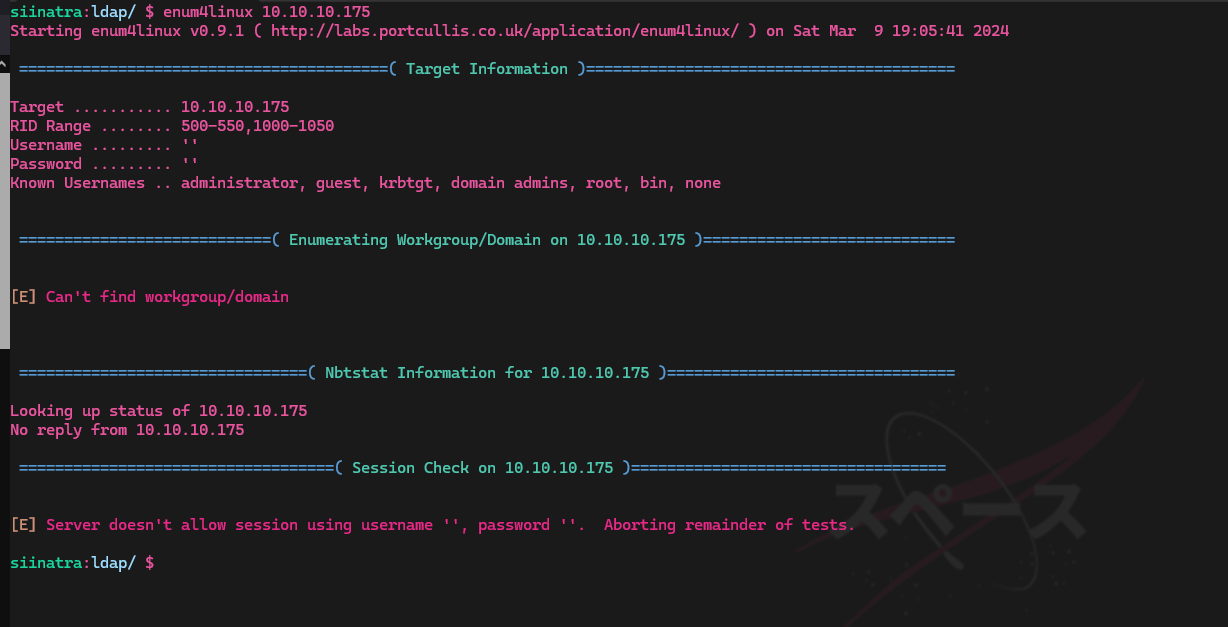 siinatra:ldap/ $ enum4linux 10.10.10.175
Starting enum4linux v0.9.1 ( http://labs.portcullis.co.uk/application/enum4linux/ ) on Sat Mar  9 19:05:41 2024
=========================================( Target Information )=========================================
Target ........... 10.10.10.175
RID Range ........ 500-550,1000-1050
Username ......... ''
Password ......... ''
Known Usernames .. administrator, guest, krbtgt, domain admins, root, bin, none
============================( Enumerating Workgroup/Domain on 10.10.10.175 )============================
[E] Can't find workgroup/domain
================================( Nbtstat Information for 10.10.10.175 )================================
Looking up status of 10.10.10.175
No reply from 10.10.10.175
===================================( Session Check on 10.10.10.175 )===================================
[E] Server doesn't allow session using username '', password ''.  Aborting remainder of tests.
スペース
siinatra:ldap/ $